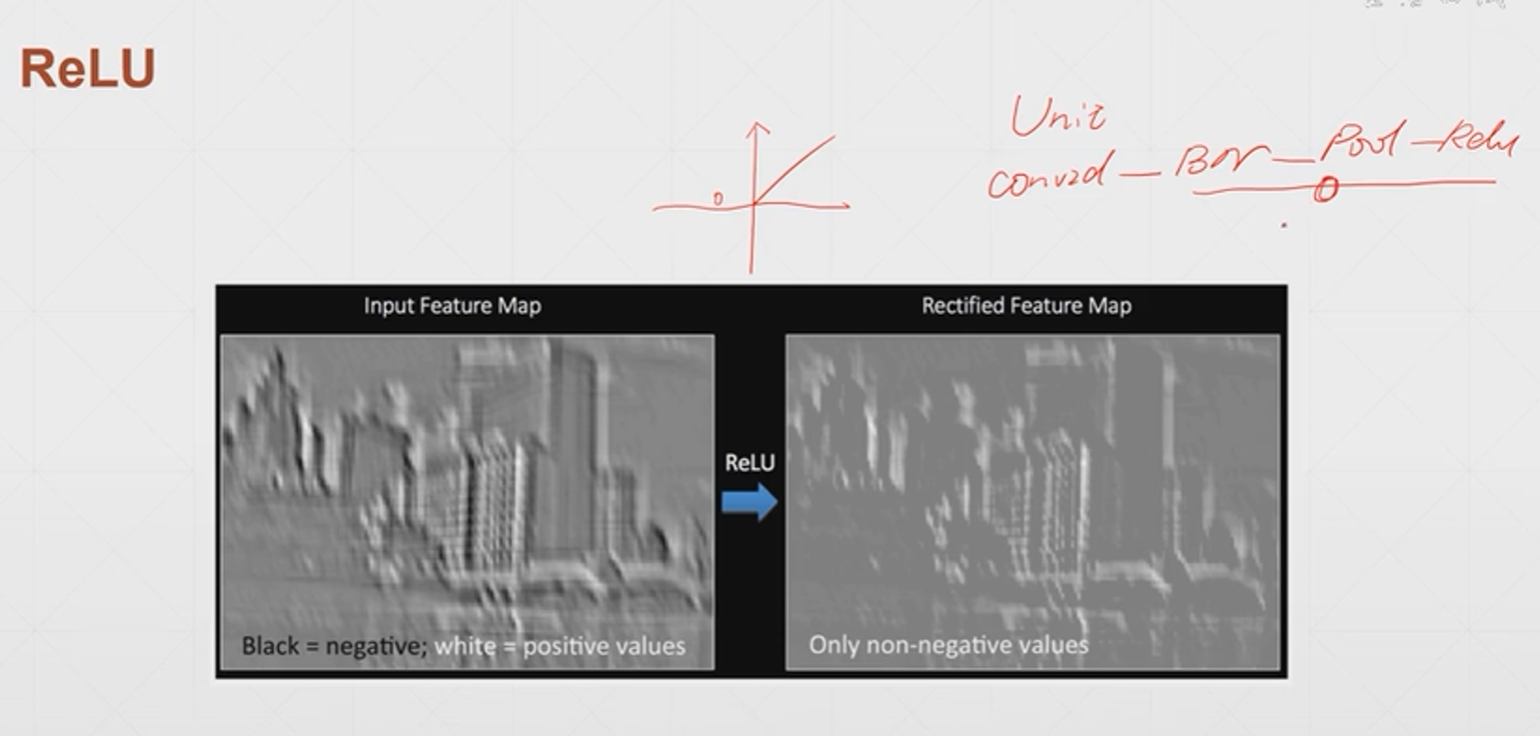 ReLU
Unit
conv2d — BN — Pool — Relu
0
Input Feature Map
Rectified Feature Map
ReLU
Black = negative; white = positive values
Only non-negative values